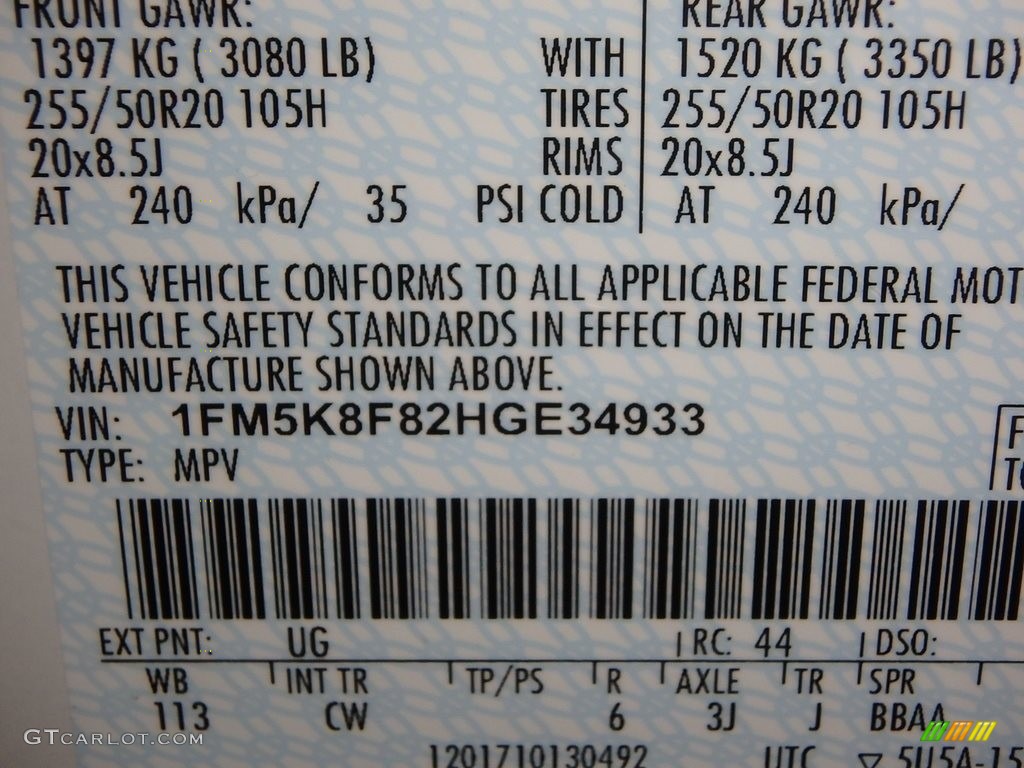 FRONT GAWR: REAR GAWR:
1397 KG ( 3080 LB) WITH 1520 KG ( 3350 LB)
255/50R20 105H TIRES 255/50R20 105H
20x8.5J RIMS 20x8.5J
AT 240 kPa/ 35 PSI COLD AT 240 kPa/
THIS VEHICLE CONFORMS TO ALL APPLICABLE FEDERAL MOT
VEHICLE SAFETY STANDARDS IN EFFECT ON THE DATE OF
MANUFACTURE SHOWN ABOVE.
VIN: 1FM5K8F82HGE34933
TYPE: MPV
EXT PNT: UG RC: 44 DSO:
WB INT TR TP/PS R AXLE TR SPR
113 CW 6 3J J BBAA
1201710130492 UTC ▽ 5U5A-15
GTCARLOT.COM